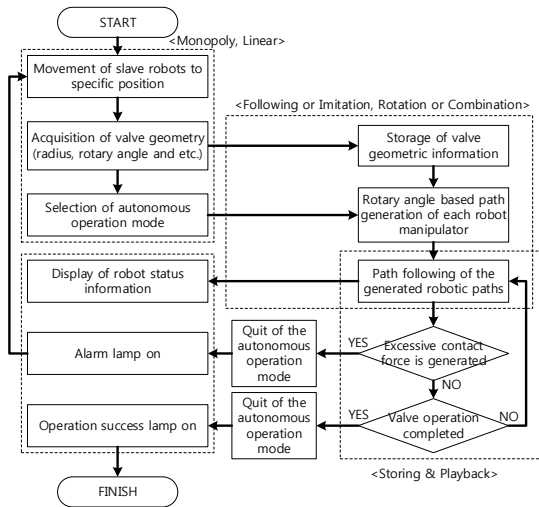 START
<Monopoly, Linear>
Movement of slave robots to
specific position
<Following or Imitation, Rotation or Combination>
Acquisition of valve geometry
(radius, rotary angle and etc.)
Storage of valve
geometric information
Selection of autonomous
operation mode
Rotary angle based path
generation of each robot
manipulator
Display of robot status
information
Path following of the
generated robotic paths
Alarm lamp on
Quit of the
autonomous
operation
mode
YES
Excessive contact
force is generated
NO
Operation success lamp on
Quit of the
autonomous
operation
mode
YES
Valve operation
completed
NO
<Storing & Playback>
FINISH